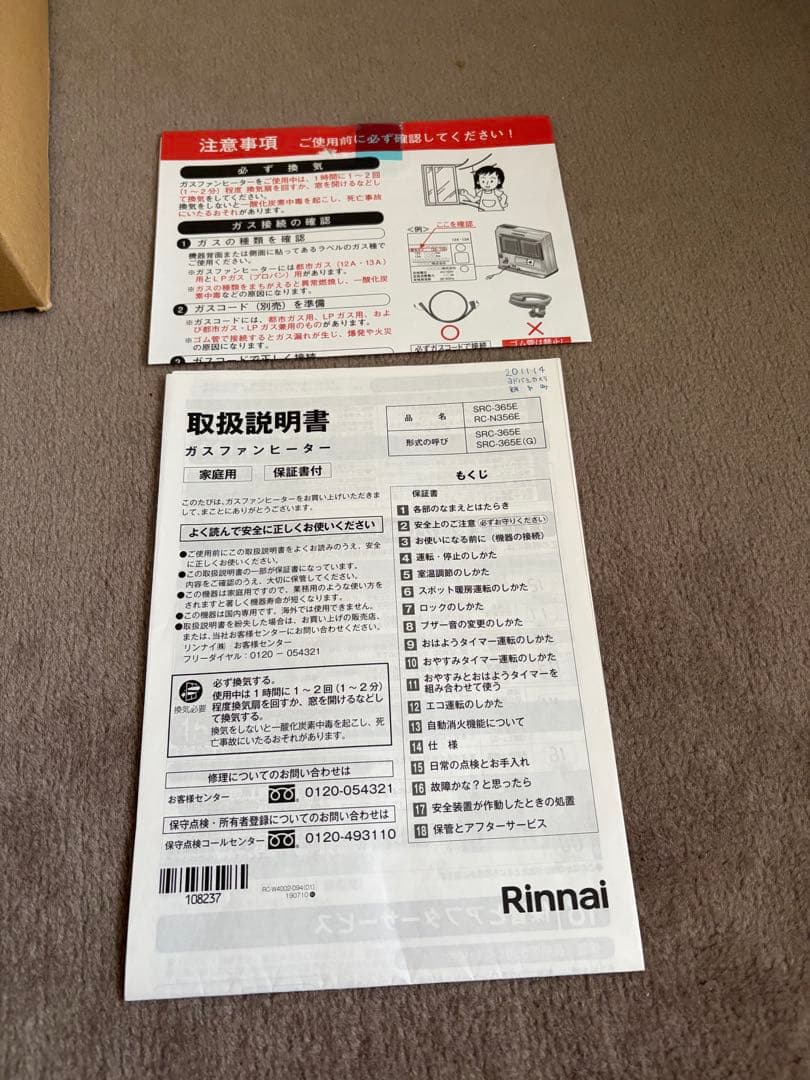 注意事項 ご使用前に必ず確認してください！
必ず換気
ガスファンヒーターをご使用中は、1時間に1～2回
（1～2分）程度 換気扇を回すか、窓を開けるなどし
て換気をしてください。
換気をしないと一酸化炭素中毒を起こし、死亡事故
にいたるおそれがあります。
ガス接続の確認
1 ガスの種類を確認
機器背面または側面に貼ってあるラベルのガス種で
ご使用ください。
※ガスファンヒーターには都市ガス（12A・13A）
用とLPガス（プロパン）用があります。
※ガスの種類をまちがえると異常燃焼し、一酸化炭
素中毒などの原因になります。
2 ガスコード（別売）を準備
※ガスコードには、都市ガス用、LPガス用、およ
び都市ガス・LPガス兼用のものがあります。
※ゴム管で接続するとガス漏れが生じ、爆発や火災
の原因になります。
3 ガスコードで正しく接続
<例>
ここを確認
12A・13A
必ずガスコードで接続
ゴム管は禁止！
201114
取扱説明書
ガスファンヒーター
家庭用 保証書付
品名
SRC-365E
RC-N356E
形式の呼び
SRC-365E
SRC-365E(G)
このたびは、ガスファンヒーターをお買い上げいただきま
して、まことにありがとうございます。
よく読んで安全に正しくお使いください
●ご使用前にこの取扱説明書をよくお読みのうえ、安全
に正しくお使いください。
●この取扱説明書の一部が保証書になっています。
内容をご確認のうえ、大切に保管してください。
●この機器は家庭用ですので、業務用のような使い方を
されますと著しく機器寿命が短くなります。
●この機器は国内専用です。海外では使用できません。
●取扱説明書を紛失した場合は、お買い上げの販売店、
または、当社お客様センターにお問い合わせください。
リンナイ㈱ お客様センター
フリーダイヤル：0120－054321
換気必要
必ず換気する。
使用中は1時間に1～2回（1～2分）
程度換気扇を回すか、窓を開けるなどし
て換気する。
換気をしないと一酸化炭素中毒を起こし、死
亡事故にいたるおそれがあります。
修理についてのお問い合わせは
お客様センター 0120-054321
保守点検・所有者登録についてのお問い合わせは
保守点検コールセンター 0120-493110
108237
RC-W4002-094(01)
190710
もくじ
保証書
1 各部のなまえとはたらき
2 安全上のご注意 必ずお守りください
3 お使いになる前に（機器の接続）
4 運転・停止のしかた
5 室温調節のしかた
6 スポット暖房運転のしかた
7 ロックのしかた
8 ブザー音の変更のしかた
9 おはようタイマー運転のしかた
10 おやすみタイマー運転のしかた
11 おやすみとおはようタイマーを
組み合わせて使う
12 エコ運転のしかた
13 自動消火機能について
14 仕様
15 日常の点検とお手入れ
16 故障かな？と思ったら
17 安全装置が作動したときの処置
18 保管とアフターサービス
Rinnai